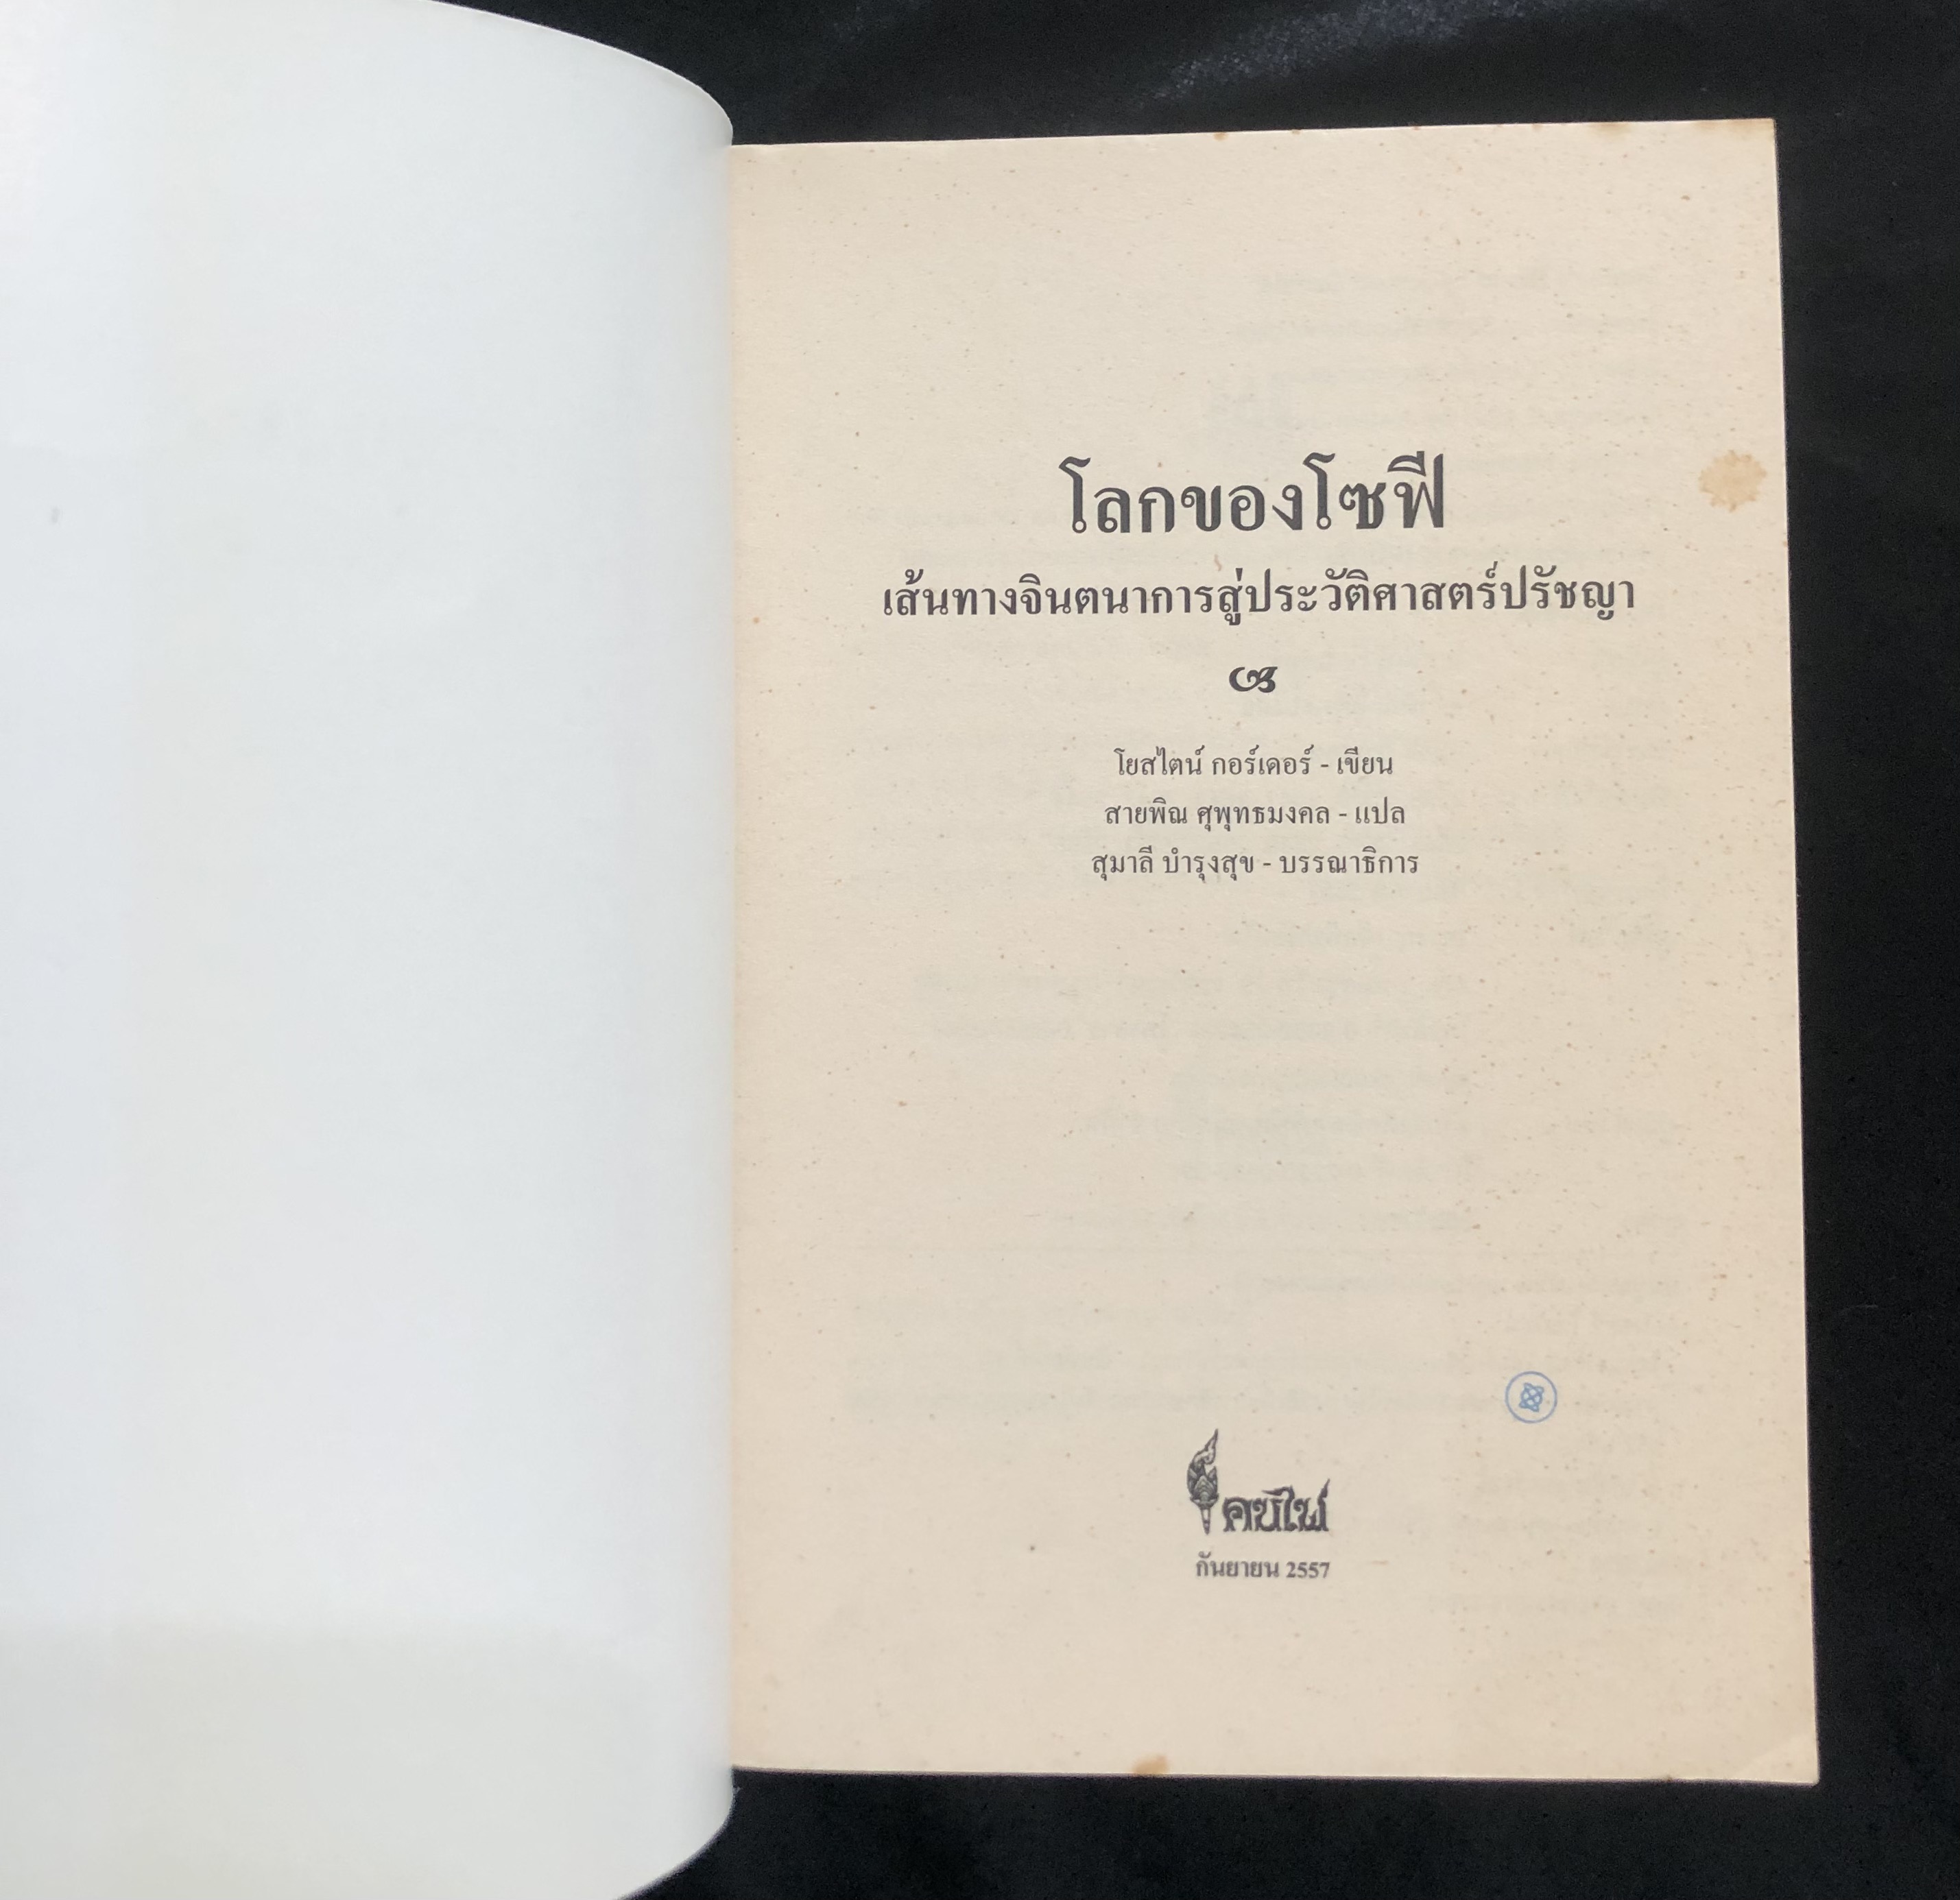 โลกของโซฟี
เส้นทางจินตนาการสู่ประวัติศาสตร์ปรัชญา
โยสไตน์ กอร์เดอร์ - เขียน
สายพิณ ศุพุทธมงคล - แปล
สุมาลี บำรุงสุข - บรรณาธิการ
คบไฟ
กันยายน 2557